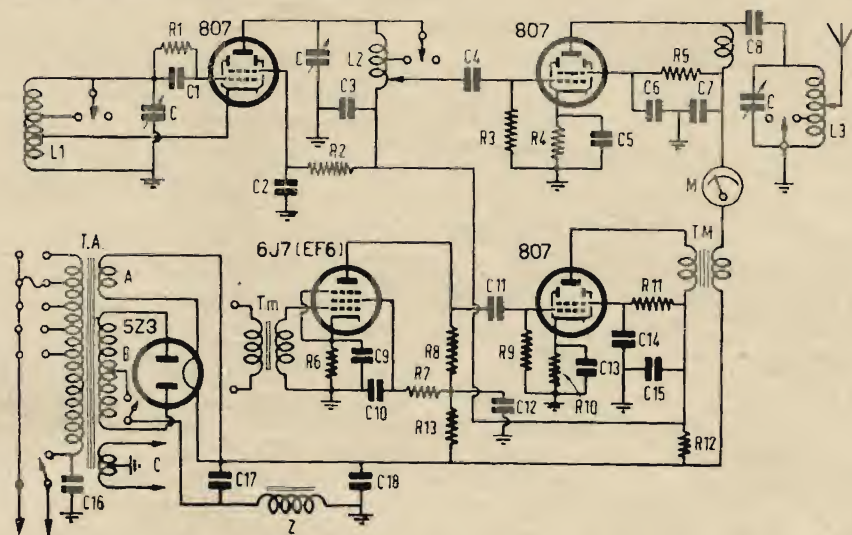 R1
807
C
C1
L1
C2
R2
C
C3
L2
C4
807
R3
R4
C5
C6
C7
R5
C8
C
L3
M
T.A.
A
5Z3
B
C
C16
C17
Z
C18
6J7(EF6)
Tm
R6
C9
C10
R7
R8
R13
C11
C12
807
R9
C13
R10
C14
C15
R11
R12
T.M